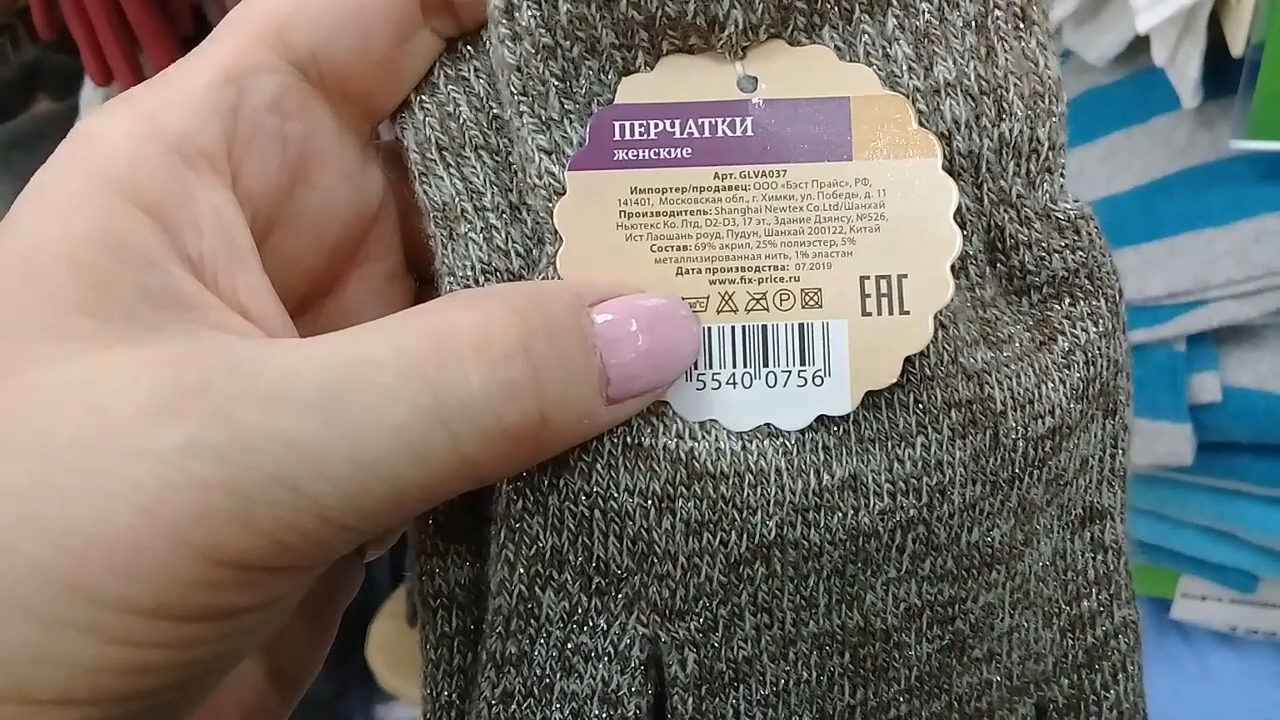 ПЕРЧАТКИ
женские
Арт. GLVA037
Импортер/продавец: ООО «Бэст Прайс», РФ,
141401, Московская обл., г. Химки, ул. Победы, д. 11
Производитель: Shanghai Newtex Co.Ltd/Шанхай
Ньютекс Ко. Лтд, D2-D3, 17 эт., Здание Дзянсу, №526,
Ист Лаошань роуд, Пудун, Шанхай 200122, Китай
Состав: 69% акрил, 25% полиэстер, 5%
металлизированная нить, 1% эластан
Дата производства: 07.2019
www.fix-price.ru
30°C
P
EAC
5540 0756